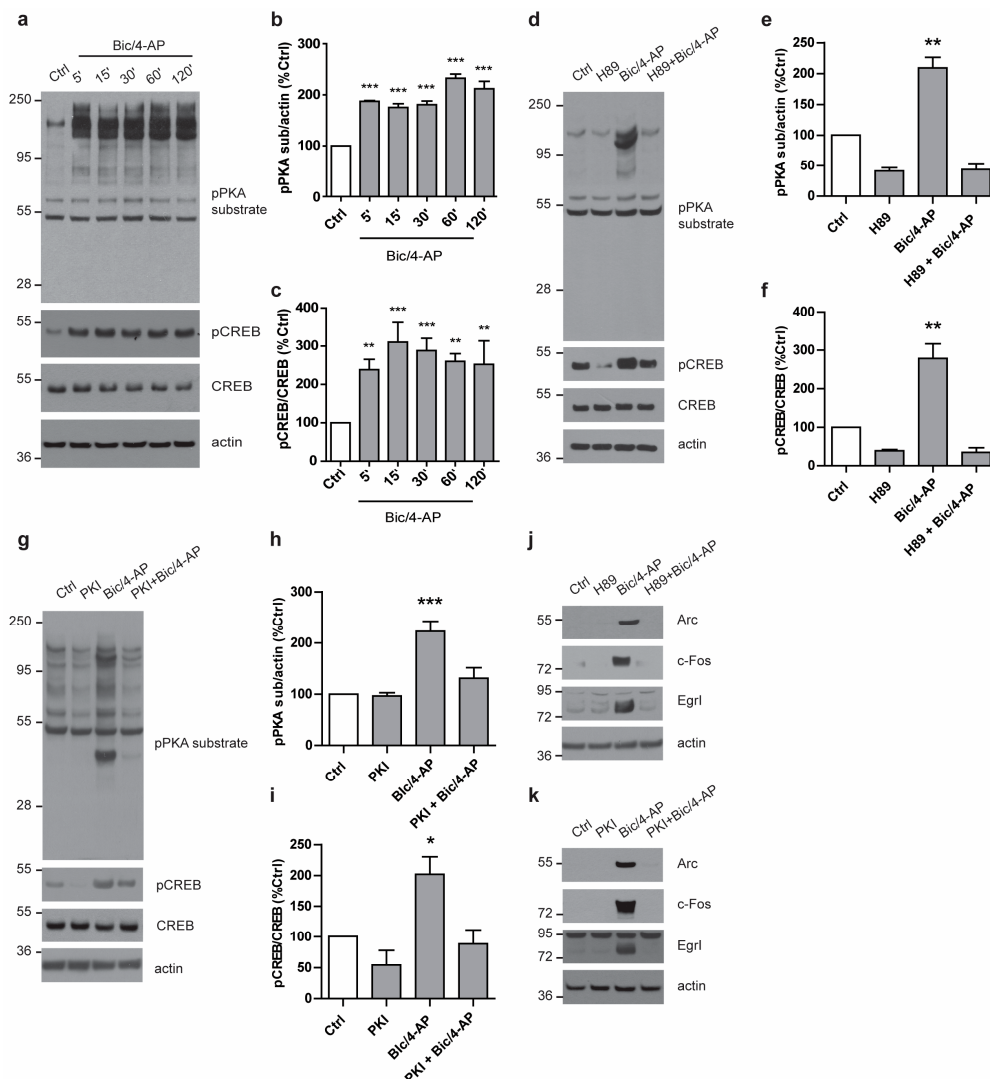 a
Bic/4-AP
Ctrl 5' 15' 30' 60' 120'
250
95
55
28
pPKA
substrate
55
pCREB
55
CREB
36
actin
b
Bic/4-AP
pPKA sub/actin (%Ctrl)
300
200
100
0
*** *** *** *** ***
Ctrl 5' 15' 30' 60' 120'
Bic/4-AP
c
pCREB/CREB (%Ctrl)
400
300
200
100
0
** *** *** ** **
Ctrl 5' 15' 30' 60' 120'
Bic/4-AP
d
Ctrl H89 Bic/4-AP H89+Bic/4-AP
250
95
55
28
pPKA
substrate
55
pCREB
55
CREB
36
actin
e
pPKA sub/actin (%Ctrl)
250
200
150
100
50
0
**
Ctrl H89 Bic/4-AP H89 + Bic/4-AP
f
pCREB/CREB (%Ctrl)
400
300
200
100
0
**
Ctrl H89 Bic/4-AP H89 + Bic/4-AP
g
Ctrl PKI Bic/4-AP PKI+Bic/4-AP
250
95
55
28
pPKA substrate
55
pCREB
55
CREB
36
actin
h
pPKA sub/actin (%Ctrl)
300
200
100
0
***
Ctrl PKI BIc/4-AP PKI + Bic/4-AP
i
pCREB/CREB (%Ctrl)
250
200
150
100
50
0
*
Ctrl PKI BIc/4-AP PKI + Bic/4-AP
j
Ctrl H89 Bic/4-AP H89+Bic/4-AP
55
Arc
72
c-Fos
95
72
EgrI
36
actin
k
Ctrl PKI Bic/4-AP PKI+Bic/4-AP
55
Arc
72
c-Fos
95
72
EgrI
36
actin